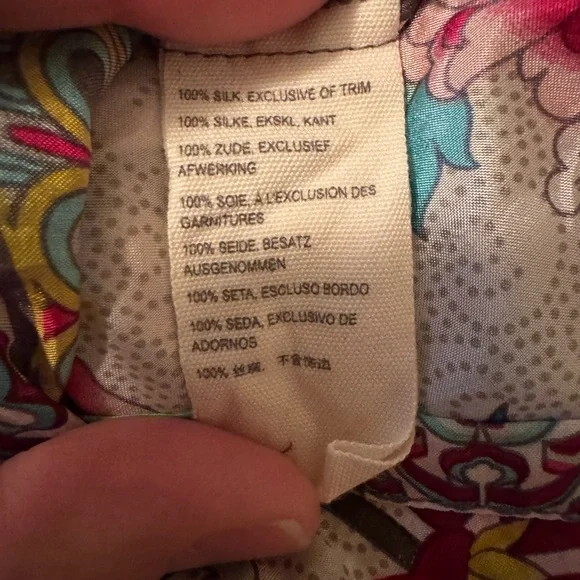 100% SILK, EXCLUSIVE OF TRIM
100% SILKE, EKSKL, KANT
100% ZUDE, EXCLUSIEF
AFWERKING
100% SOIE, A L'EXCLUSION DES
GARNITURES
100% SEIDE, BESATZ
AUSGENOMMEN
100% SETA, ESCLUSO BORDO
100% SEDA, EXCLUSIVO DE
ADORNOS
100% 丝绸, 不含饰边